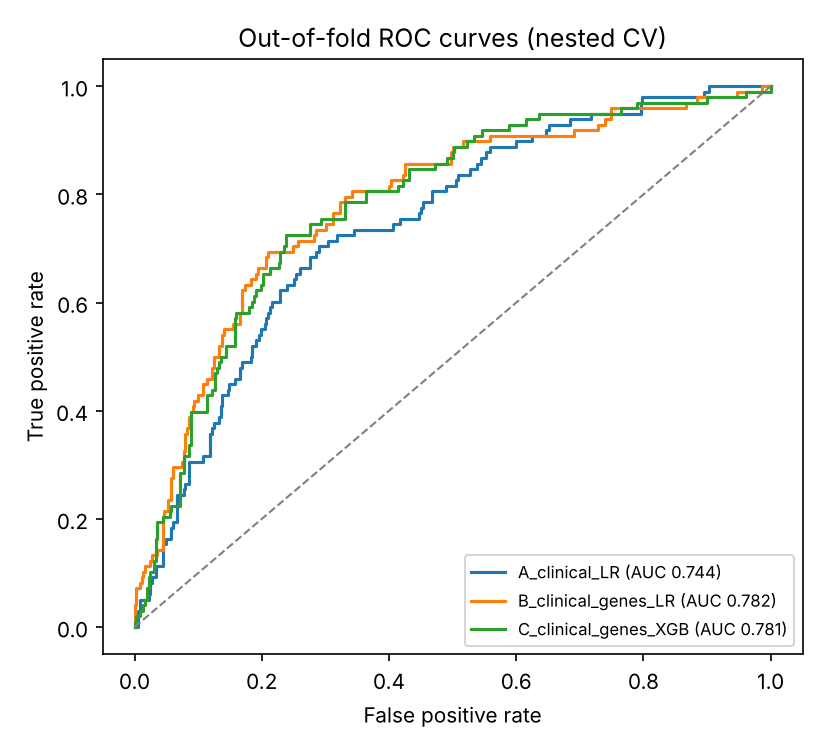 Out-of-fold ROC curves (nested CV)
True positive rate
1.0
0.8
0.6
0.4
0.2
0.0
A_clinical_LR (AUC 0.744)
B_clinical_genes_LR (AUC 0.782)
C_clinical_genes_XGB (AUC 0.781)
0.0 0.2 0.4 0.6 0.8 1.0
False positive rate